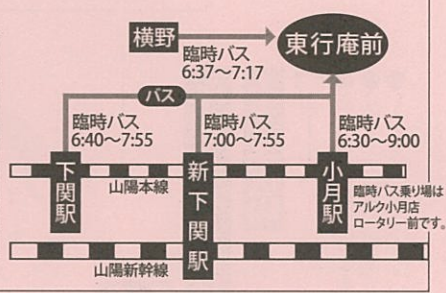 横野
東行庵前
臨時バス
6:37〜7:17
バス
臨時バス
6:40〜7:55
臨時バス
7:00〜7:55
臨時バス
6:30〜9:00
下関駅
新下関駅
小月駅
山陽本線
臨時バス乗り場は
アルク小月店
ロータリー前です。
山陽新幹線